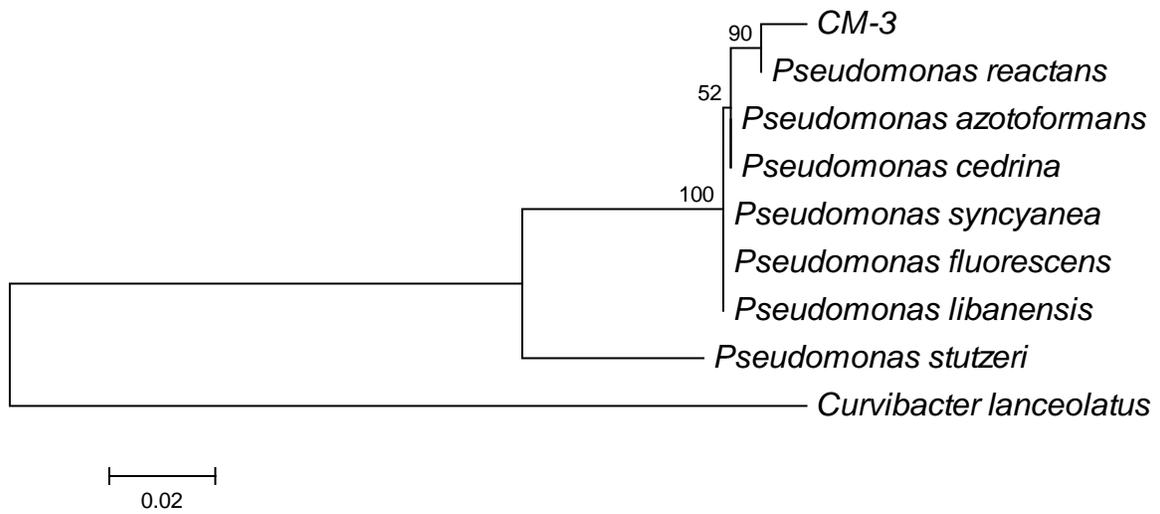 90
CM-3
Pseudomonas reactans
52
Pseudomonas azotoformans
Pseudomonas cedrina
100
Pseudomonas syncyanea
Pseudomonas fluorescens
Pseudomonas libanensis
Pseudomonas stutzeri
Curvibacter lanceolatus
0.02